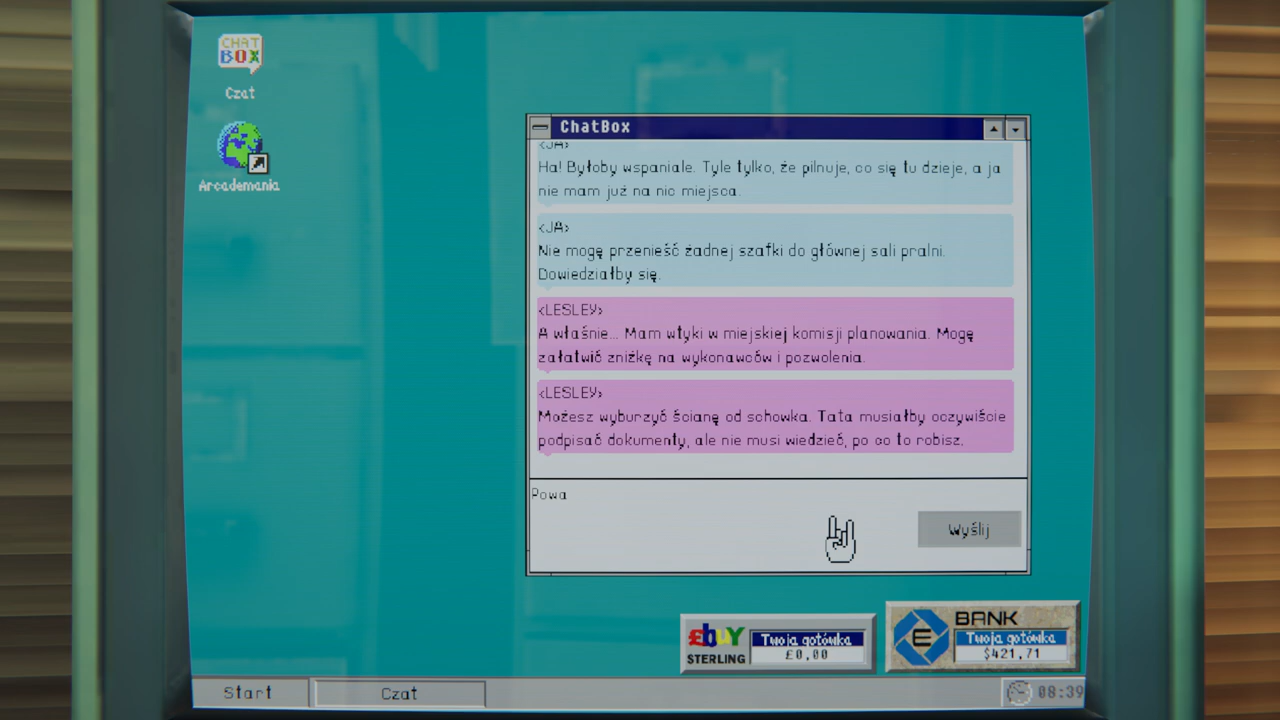 CHAT
BOX
Czat
Arcademania
ChatBox
<JA>
Ha! Byłoby wspaniale. Tyle tylko, że pilnuje, co się tu dzieje, a ja
nie mam już na nic miejsca.
<JA>
Nie mogę przenieść żadnej szafki do głównej sali pralni.
Dowiedziałby się.
<LESLEY>
A właśnie... Mam wtyki w miejskiej komisji planowania. Mogę
załatwić zniżkę na wykonawców i pozwolenia.
<LESLEY>
Możesz wyburzyć ścianę od schowka. Tata musiałby oczywiście
podpisać dokumenty, ale nie musi wiedzieć, po co to robisz.
Powa
Wyślij
£buy
STERLING
Twoja gotówka
£0,00
E
BANK
Twoja gotówka
$421,71
Start
Czat
08:39